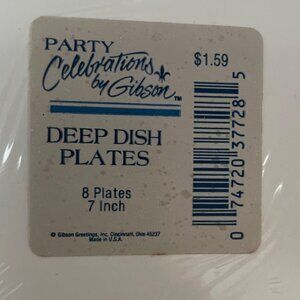 PARTY
Celebrations
by Gibson™
$1.59
DEEP DISH
PLATES
8 Plates
7 Inch
© Gibson Greetings, Inc. Cincinnati, Ohio 45237
Made in U.S.A.
0 74720 37728 5